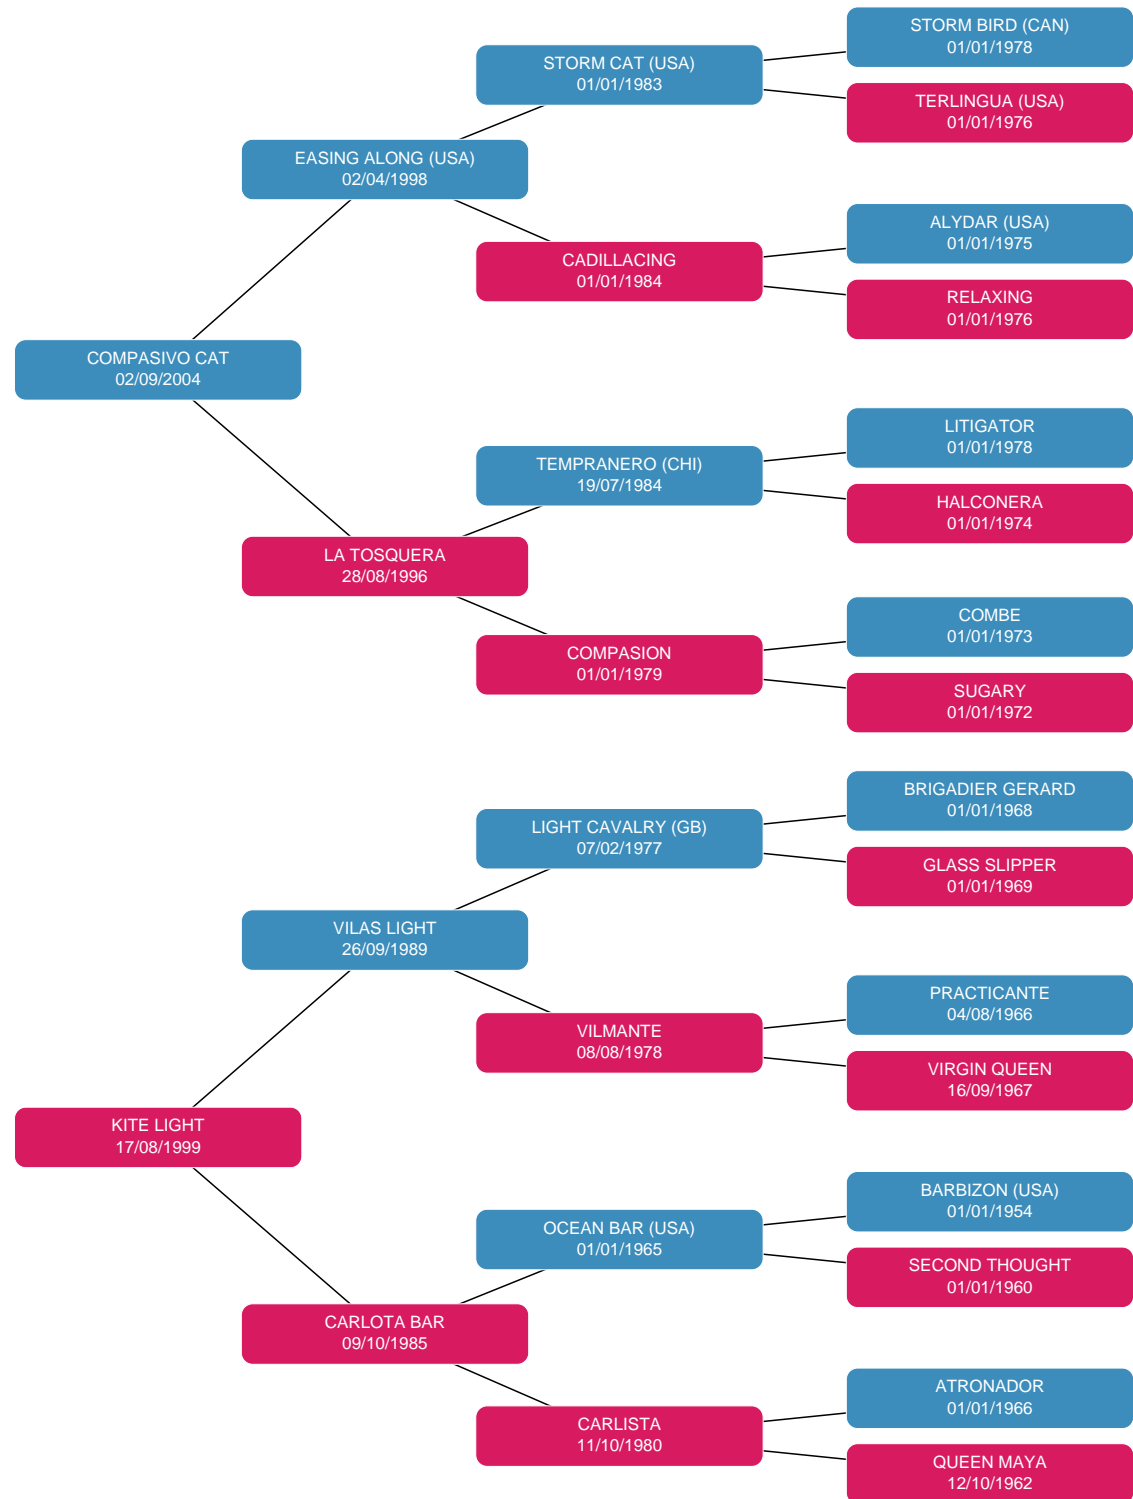 STORM BIRD (CAN)
01/01/1978
STORM CAT (USA)
01/01/1983
TERLINGUA (USA)
01/01/1976
EASING ALONG (USA)
02/04/1998
ALYDAR (USA)
01/01/1975
CADILLACING
01/01/1984
RELAXING
01/01/1976
COMPASIVO CAT
02/09/2004
LITIGATOR
01/01/1978
TEMPRANERO (CHI)
19/07/1984
HALCONERA
01/01/1974
LA TOSQUERA
28/08/1996
COMBE
01/01/1973
COMPASION
01/01/1979
SUGARY
01/01/1972
BRIGADIER GERARD
01/01/1968
LIGHT CAVALRY (GB)
07/02/1977
GLASS SLIPPER
01/01/1969
VILAS LIGHT
26/09/1989
PRACTICANTE
04/08/1966
VILMANTE
08/08/1978
VIRGIN QUEEN
16/09/1967
KITE LIGHT
17/08/1999
BARBIZON (USA)
01/01/1954
OCEAN BAR (USA)
01/01/1965
SECOND THOUGHT
01/01/1960
CARLOTA BAR
09/10/1985
ATRONADOR
01/01/1966
CARLISTA
11/10/1980
QUEEN MAYA
12/10/1962